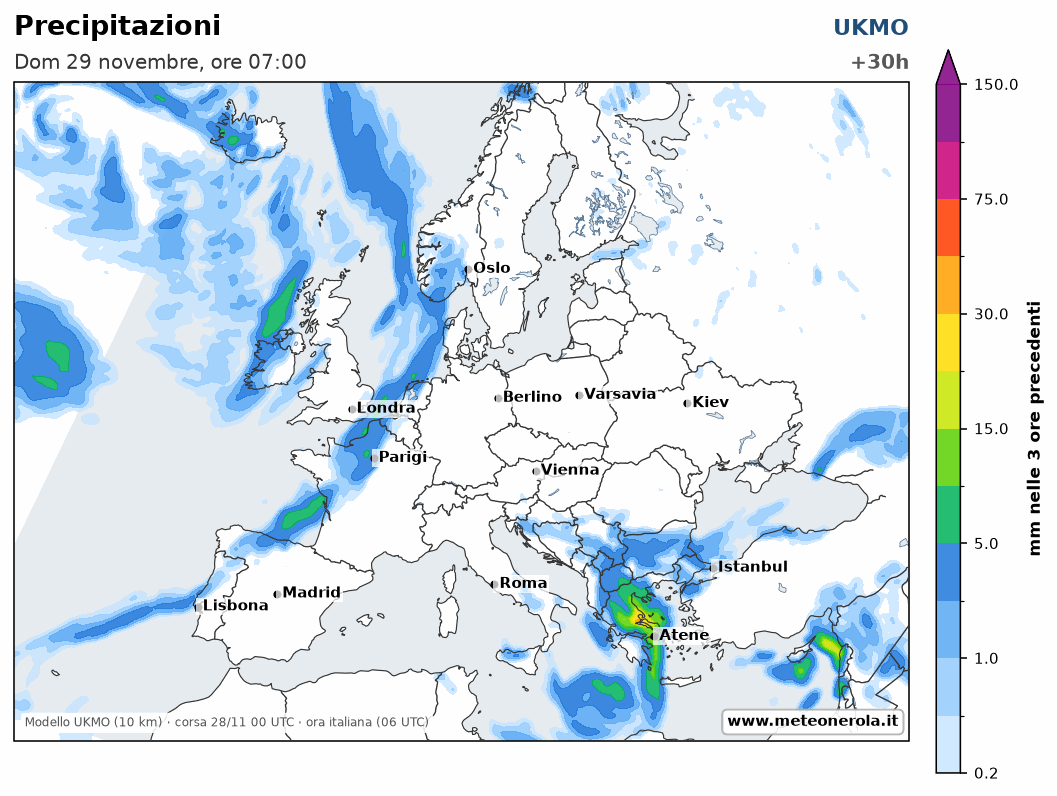 Precipitazioni
UKMO
Dom 29 novembre, ore 07:00
+30h
150.0
75.0
30.0
15.0
5.0
1.0
0.2
mm nelle 3 ore precedenti
Oslo
Berlino
Varsavia
Kiev
Londra
Parigi
Vienna
Istanbul
Roma
Madrid
Lisbona
Atene
Modello UKMO (10 km) · corsa 28/11 00 UTC · ora italiana (06 UTC)
www.meteonerola.it